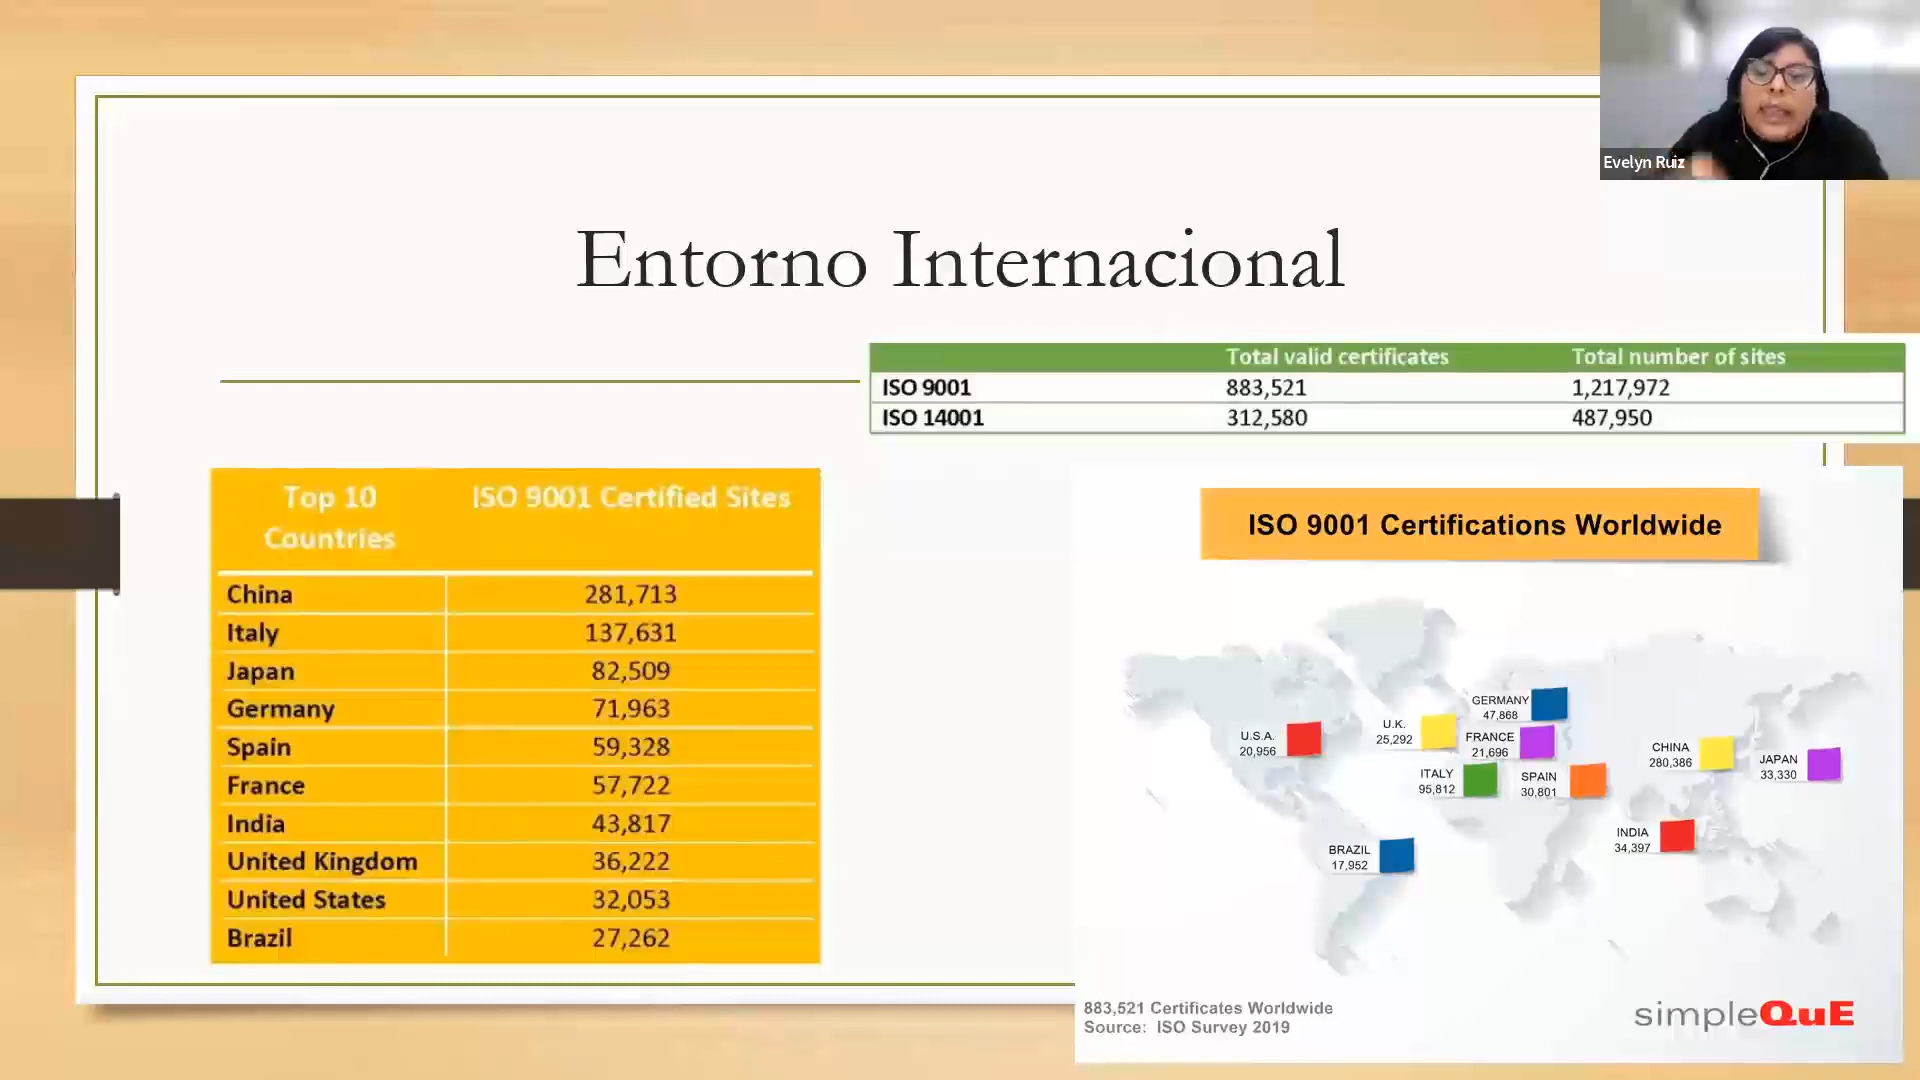 Evelyn Ruiz
Entorno Internacional
Total valid certificates Total number of sites
ISO 9001 883,521 1,217,972
ISO 14001 312,580 487,950
Top 10 ISO 9001 Certified Sites
Countries
China 281,713
Italy 137,631
Japan 82,509
Germany 71,963
Spain 59,328
France 57,722
India 43,817
United Kingdom 36,222
United States 32,053
Brazil 27,262
ISO 9001 Certifications Worldwide
GERMANY
47,868
U.K.
25,292
U.S.A.
20,956
FRANCE
21,696
CHINA
280,386
JAPAN
33,330
ITALY
95,812
SPAIN
30,801
INDIA
34,397
BRAZIL
17,952
883,521 Certificates Worldwide
Source: ISO Survey 2019
simpleQuE